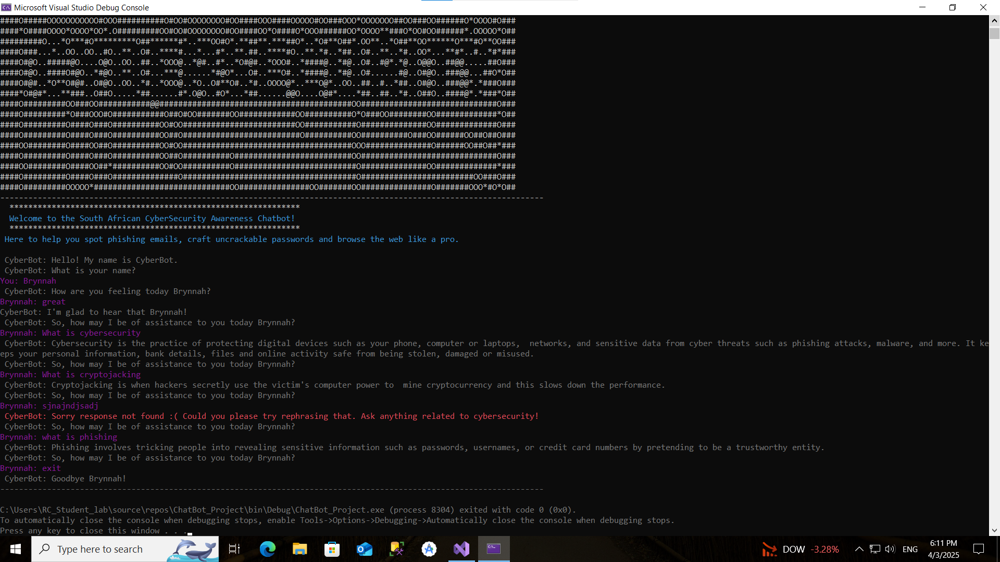 Microsoft Visual Studio Debug Console
************************************************************** 
Welcome to the South African CyberSecurity Awareness Chatbot!
**************************************************************
Here to help you spot phishing emails, craft uncrackable passwords and browse the web like a pro.
CyberBot: Hello! My name is CyberBot.
CyberBot: What is your name?
You: Brynnah
CyberBot: How are you feeling today Brynnah?
Brynnah: great
CyberBot: I'm glad to hear that Brynnah!
CyberBot: So, how may I be of assistance to you today Brynnah?
Brynnah: What is cybersecurity
CyberBot: Cybersecurity is the practice of protecting digital devices such as your phone, computer or laptops,  networks, and sensitive data from cyber threats such as phishing attacks, malware, and more. It ke
eps your personal information, bank details, files and online activity safe from being stolen, damaged or misused.
CyberBot: So, how may I be of assistance to you today Brynnah?
Brynnah: What is cryptojacking
CyberBot: Cryptojacking is when hackers secretly use the victim's computer power to  mine cryptocurrency and this slows down the performance.
CyberBot: So, how may I be of assistance to you today Brynnah?
Brynnah: sjnajndjsadj
CyberBot: Sorry response not found :( Could you please try rephrasing that. Ask anything related to cybersecurity!
CyberBot: So, how may I be of assistance to you today Brynnah?
Brynnah: what is phishing
CyberBot: Phishing involves tricking people into revealing sensitive information such as passwords, usernames, or credit card numbers by pretending to be a trustworthy entity.
CyberBot: So, how may I be of assistance to you today Brynnah?
Brynnah: exit
CyberBot: Goodbye Brynnah!
C:\Users\RC_Student_lab\source\repos\ChatBot_Project\bin\Debug\ChatBot_Project.exe (process 8304) exited with code 0 (0x0).
To automatically close the console when debugging stops, enable Tools->Options->Debugging->Automatically close the console when debugging stops.
Press any key to close this window . . .
Type here to search
DOW -3.28%
ENG
6:11 PM
4/3/2025